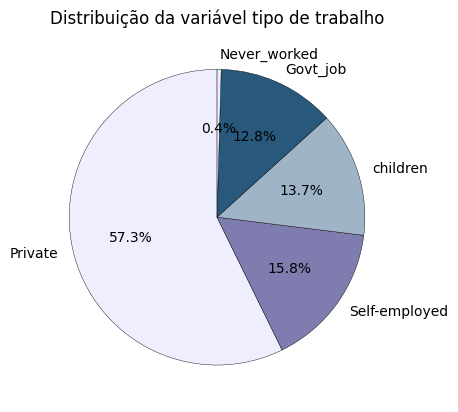 Distribuição da variável tipo de trabalho
Never_worked
Govt_job
0.4%
12.8%
children
13.7%
57.3%
Private
15.8%
Self-employed